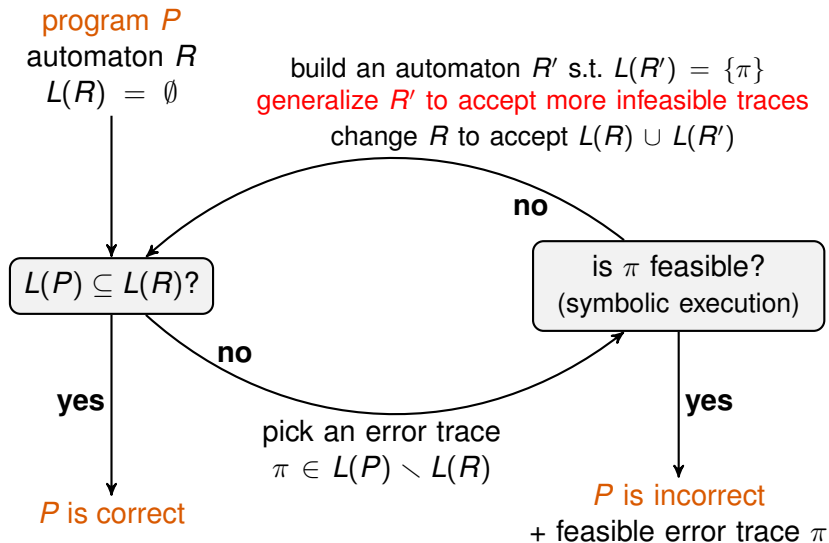 program P
automaton R
L(R) = ∅
build an automaton R′ s.t. L(R′) = {π}
generalize R′ to accept more infeasible traces
change R to accept L(R) ∪ L(R′)
no
L(P) ⊆ L(R)?
is π feasible?
(symbolic execution)
no
yes
yes
pick an error trace
π ∈ L(P) ∖ L(R)
P is correct
P is incorrect
+ feasible error trace π